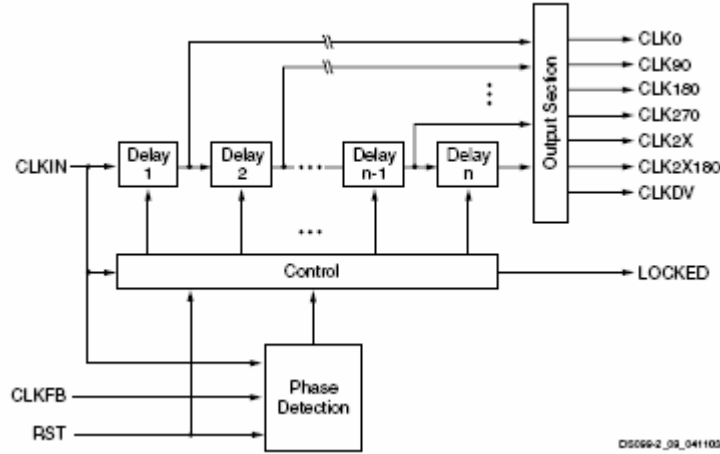 CLKIN
Delay
1
Delay
2
Delay
n-1
Delay
n
Output Section
CLK0
CLK90
CLK180
CLK270
CLK2X
CLK2X180
CLKDV
Control
LOCKED
Phase
Detection
CLKFB
RST
DS099-2_08_041103